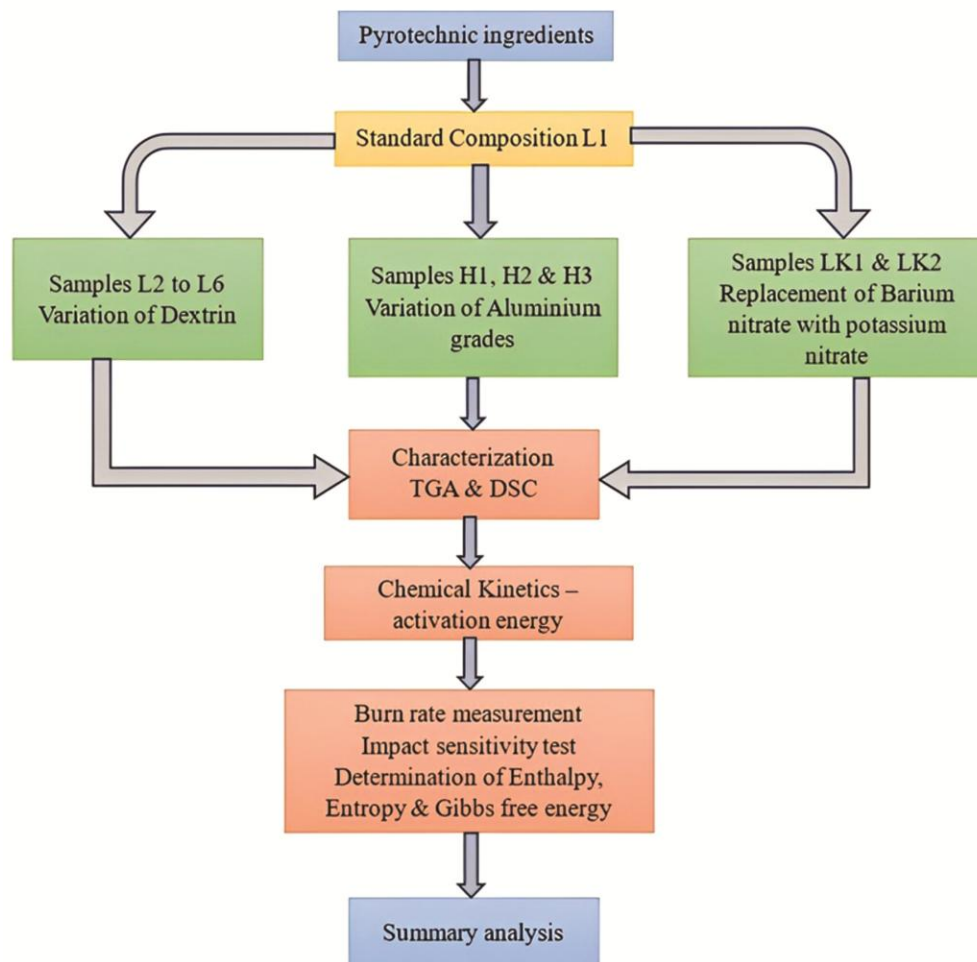 Pyrotechnic ingredients
Standard Composition L1
Samples L2 to L6
Variation of Dextrin
Samples H1, H2 & H3
Variation of Aluminium
grades
Samples LK1 & LK2
Replacement of Barium
nitrate with potassium
nitrate
Characterization
TGA & DSC
Chemical Kinetics –
activation energy
Burn rate measurement
Impact sensitivity test
Determination of Enthalpy,
Entropy & Gibbs free energy
Summary analysis